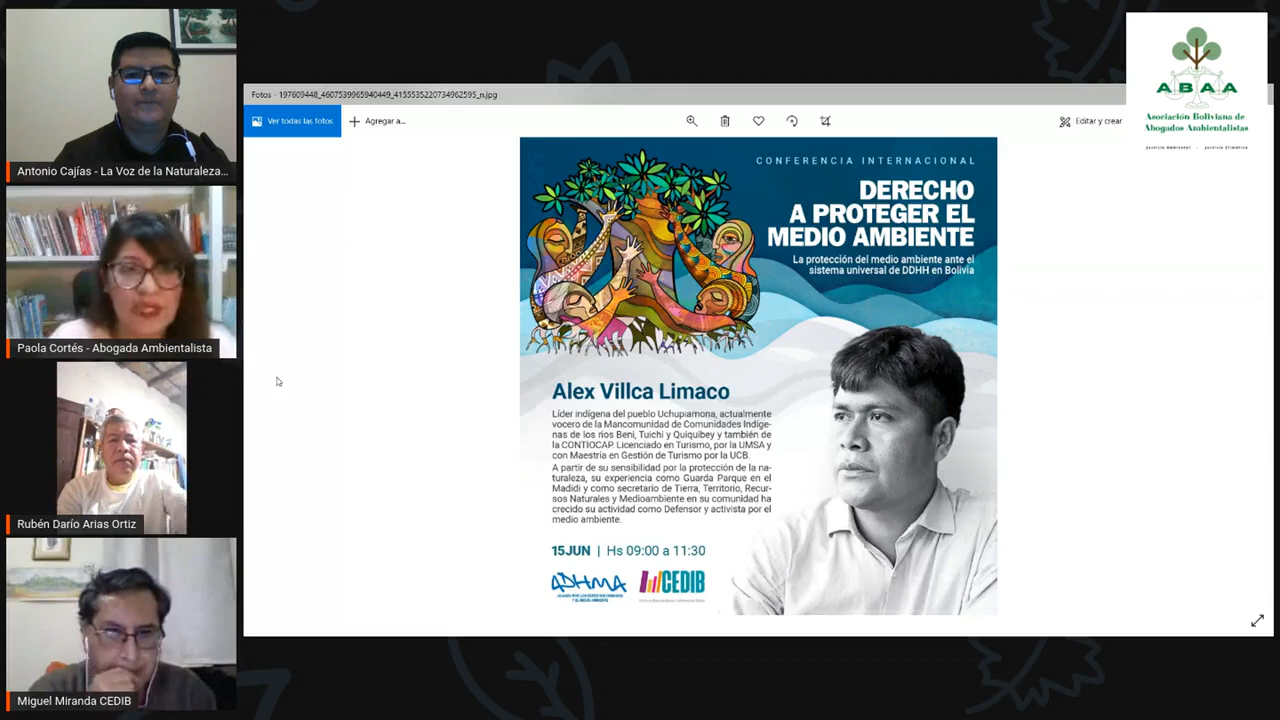 Antonio Cajías - La Voz de la Naturaleza...
Paola Cortés - Abogada Ambientalista
Rubén Darío Arias Ortiz
Miguel Miranda CEDIB
Fotos - 197609448_4607539965940449_4155535220734962595_n.jpg
Ver todas las fotos
Agregar a...
Editar y crear
ABAA
Asociación Boliviana de
Abogados Ambientalistas
Justicia Ambiental - Justicia Climática
CONFERENCIA INTERNACIONAL
DERECHO
A PROTEGER EL
MEDIO AMBIENTE
La protección del medio ambiente ante el
sistema universal de DDHH en Bolivia
Alex Villca Limaco
Líder indígena del pueblo Uchupiamona, actualmente
vocero de la Mancomunidad de Comunidades Indíge-
nas de los ríos Beni, Tuichi y Quiquibey y también de
la CONTIOCAP. Licenciado en Turismo, por la UMSA y
con Maestría en Gestión de Turismo por la UCB.
A partir de su sensibilidad por la protección de la na-
turaleza, su experiencia como Guarda Parque en el
Madidi y como secretario de Tierra, Territorio, Recur-
sos Naturales y Medioambiente en su comunidad ha
crecido su actividad como Defensor y activista por el
medio ambiente.
15JUN | Hs 09:00 a 11:30
ADHMA
CEDIB